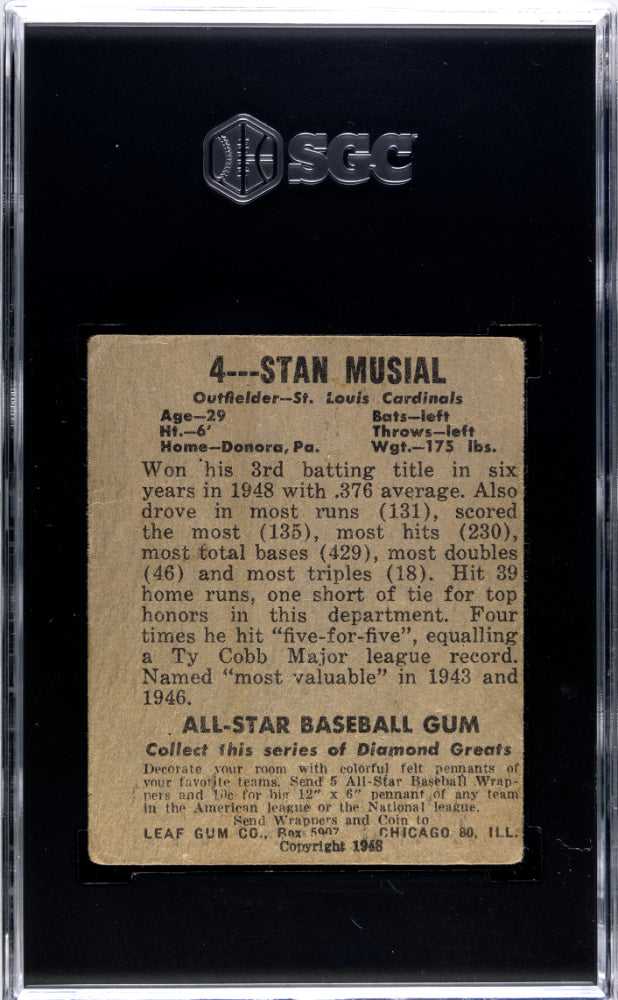 SGC
4---STAN MUSIAL
Outfielder--St. Louis Cardinals
Age—29 Bats—left
Ht.—6' Throws—left
Home—Donora, Pa. Wgt.—175 lbs.
Won his 3rd batting title in six
years in 1948 with .376 average. Also
drove in most runs (131), scored
the most (135), most hits (230),
most total bases (429), most doubles
(46) and most triples (18). Hit 39
home runs, one short of tie for top
honors in this department. Four
times he hit “five-for-five”, equalling
a Ty Cobb Major league record.
Named “most valuable” in 1943 and
1946.
ALL-STAR BASEBALL GUM
Collect this series of Diamond Greats
Decorate your room with colorful felt pennants of
your favorite teams. Send 5 All-Star Baseball Wrap-
pers and 10c for big 12" x 6" pennant of any team
in the American league or the National league.
Send Wrappers and Coin to
LEAF GUM CO., Box 5907 CHICAGO 80, ILL.
Copyright 1948